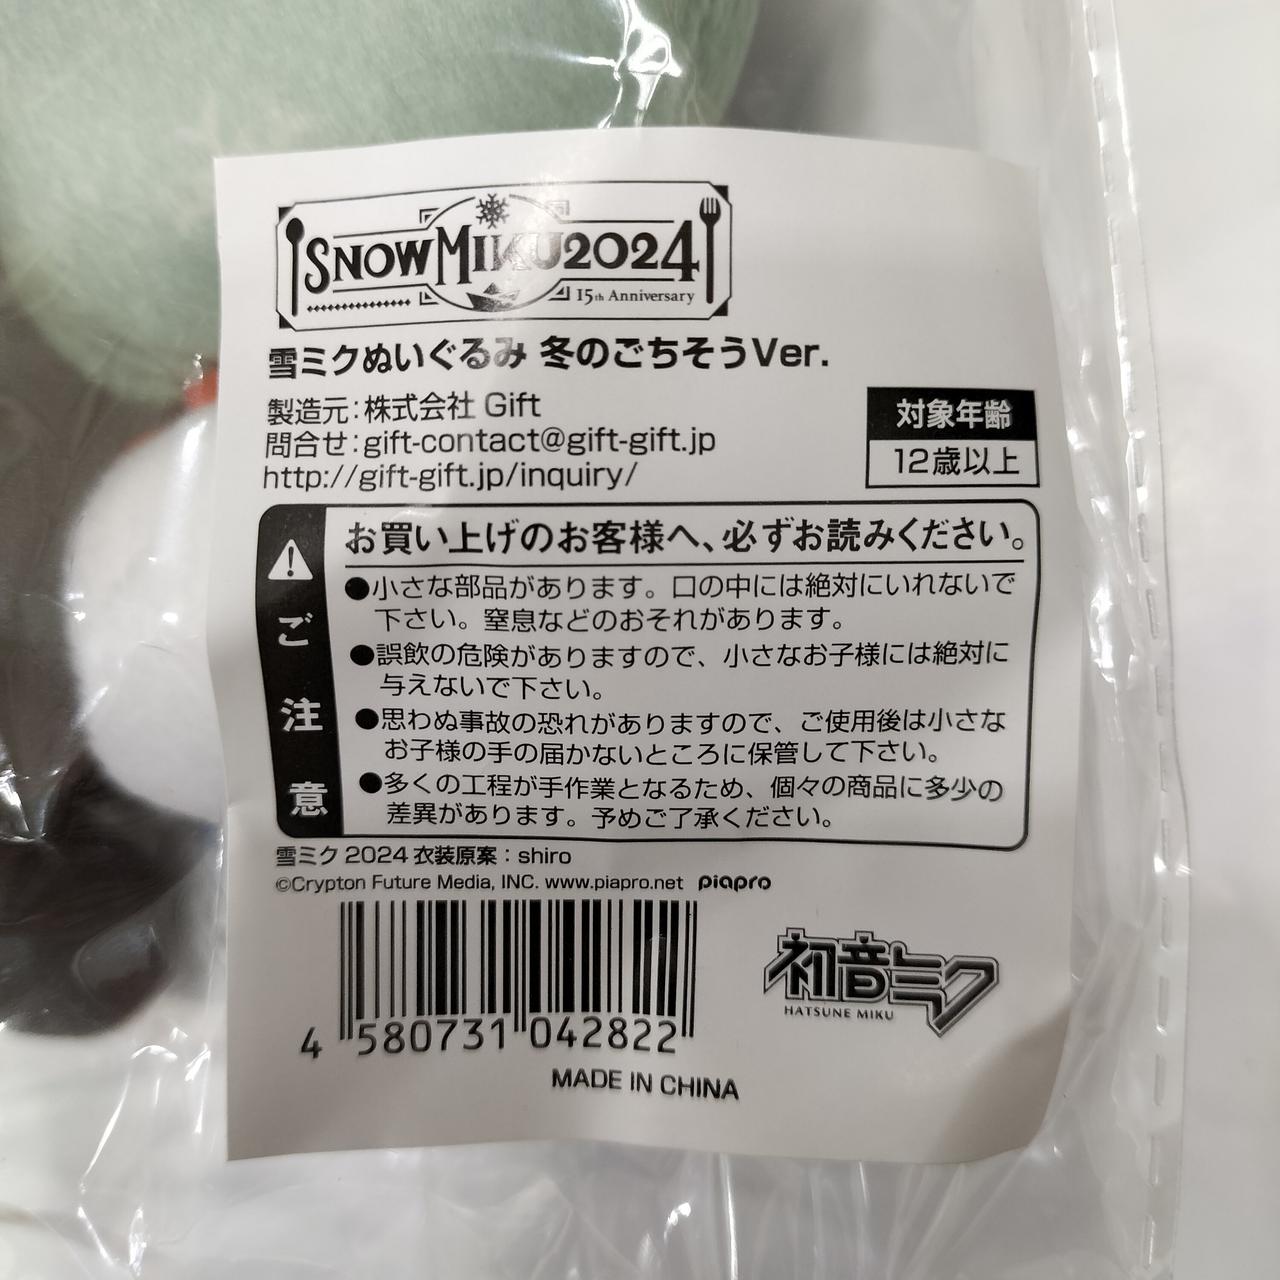 SNOW MIKU 2024
15th Anniversary
雪ミクぬいぐるみ 冬のごちそうVer.
製造元:株式会社 Gift
問合せ:gift-contact@gift-gift.jp
http://gift-gift.jp/inquiry/
対象年齢
12歳以上
ご注意
お買い上げのお客様へ、必ずお読みください。
●小さな部品があります。口の中には絶対にいれないで
下さい。窒息などのおそれがあります。
●誤飲の危険がありますので、小さなお子様には絶対に
与えないで下さい。
●思わぬ事故の恐れがありますので、ご使用後は小さな
お子様の手の届かないところに保管して下さい。
●多くの工程が手作業となるため、個々の商品に多少の
差異があります。予めご了承ください。
雪ミク 2024 衣装原案:shiro
©Crypton Future Media, INC. www.piapro.net piapro
初音ミク
HATSUNE MIKU
4 580731 042822
MADE IN CHINA